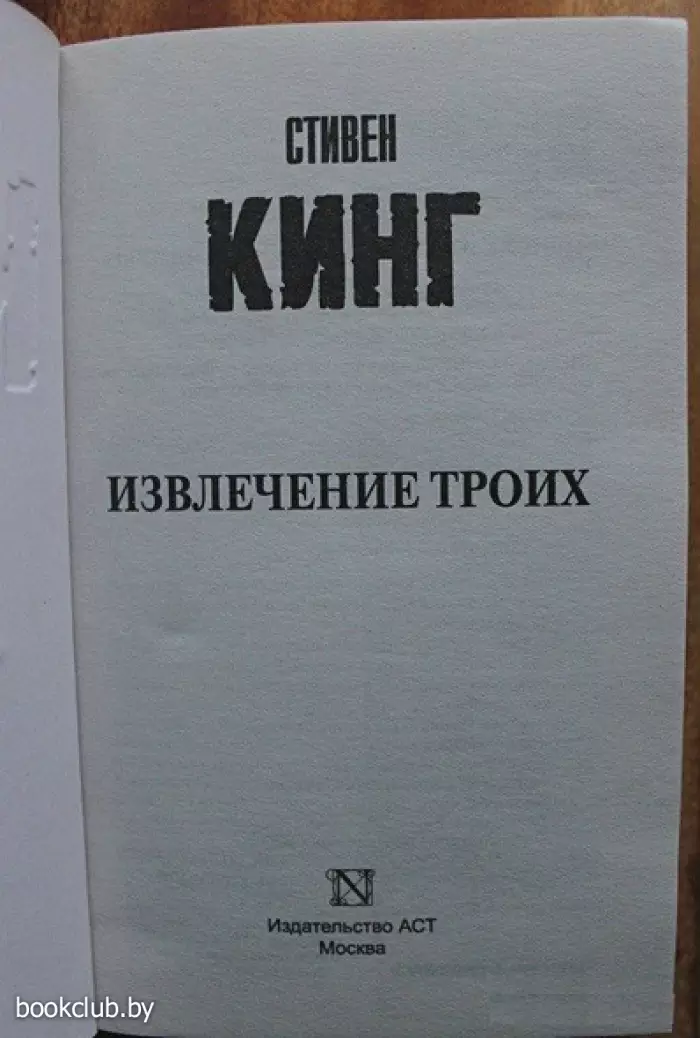 СТИВЕН
КИНГ
ИЗВЛЕЧЕНИЕ ТРОИХ
N
Издательство АСТ
Москва
bookclub.by